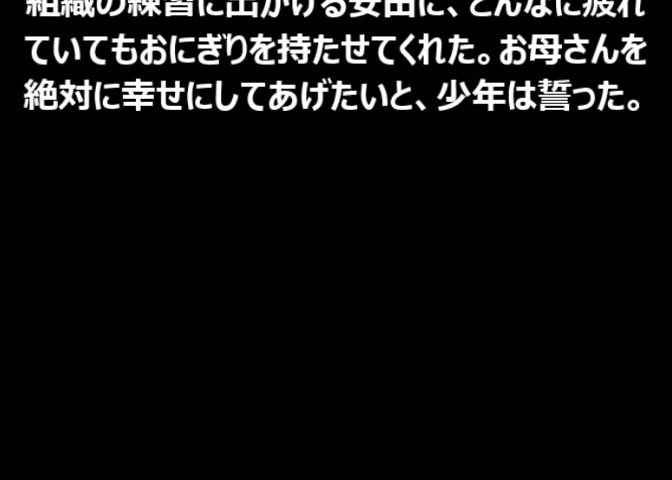 組織の練習に出かける安田に、どんなに疲れ
ていてもおにぎりを持たせてくれた。お母さんを
絶対に幸せにしてあげたいと、少年は誓った。